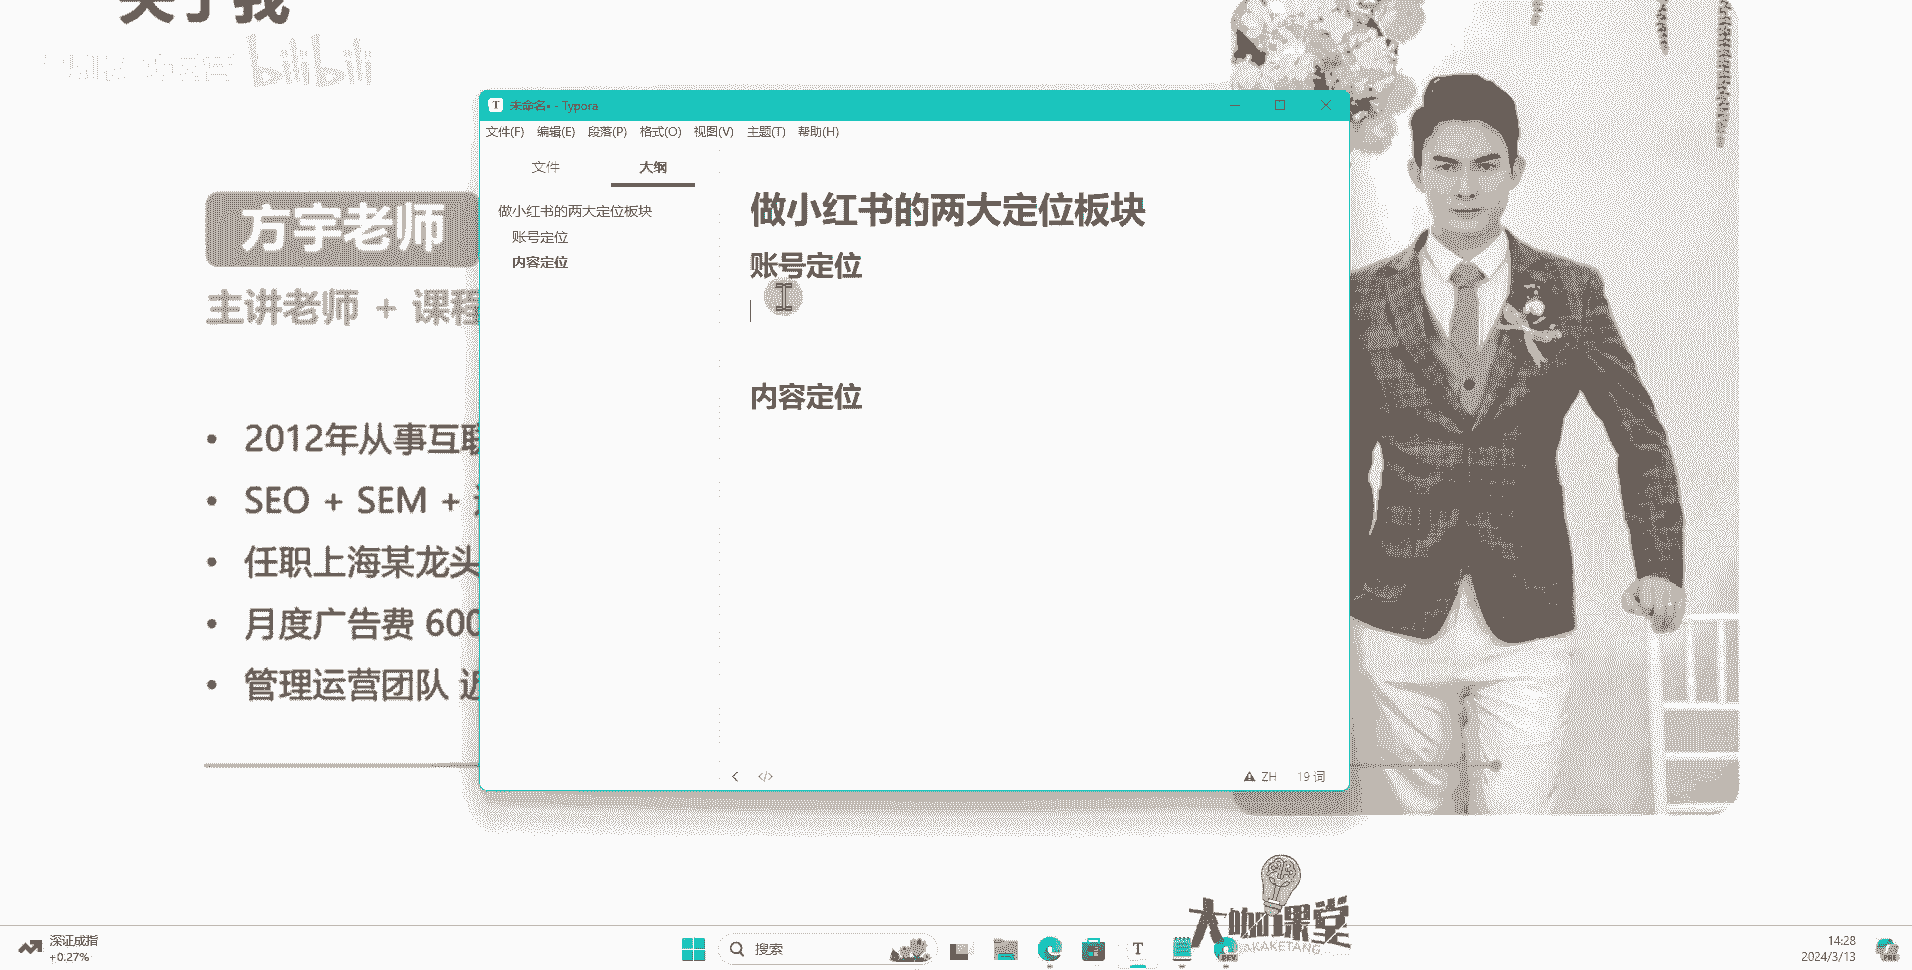 关于我
bilibili
未命名• - Typora
文件(F) 编辑(E) 段落(P) 格式(O) 视图(V) 主题(T) 帮助(H)
文件 大纲
做小红书的两大定位板块
账号定位
内容定位
做小红书的两大定位板块
账号定位
内容定位
ZH 19 词
方宇老师
主讲老师 + 课程
2012年从事互联
SEO + SEM +
任职上海某龙头
月度广告费 600
管理运营团队 近
大咖课堂
DAKAKETANG
深证成指
+0.27%
搜索
T
DEV
14:28
2024/3/13
PRE